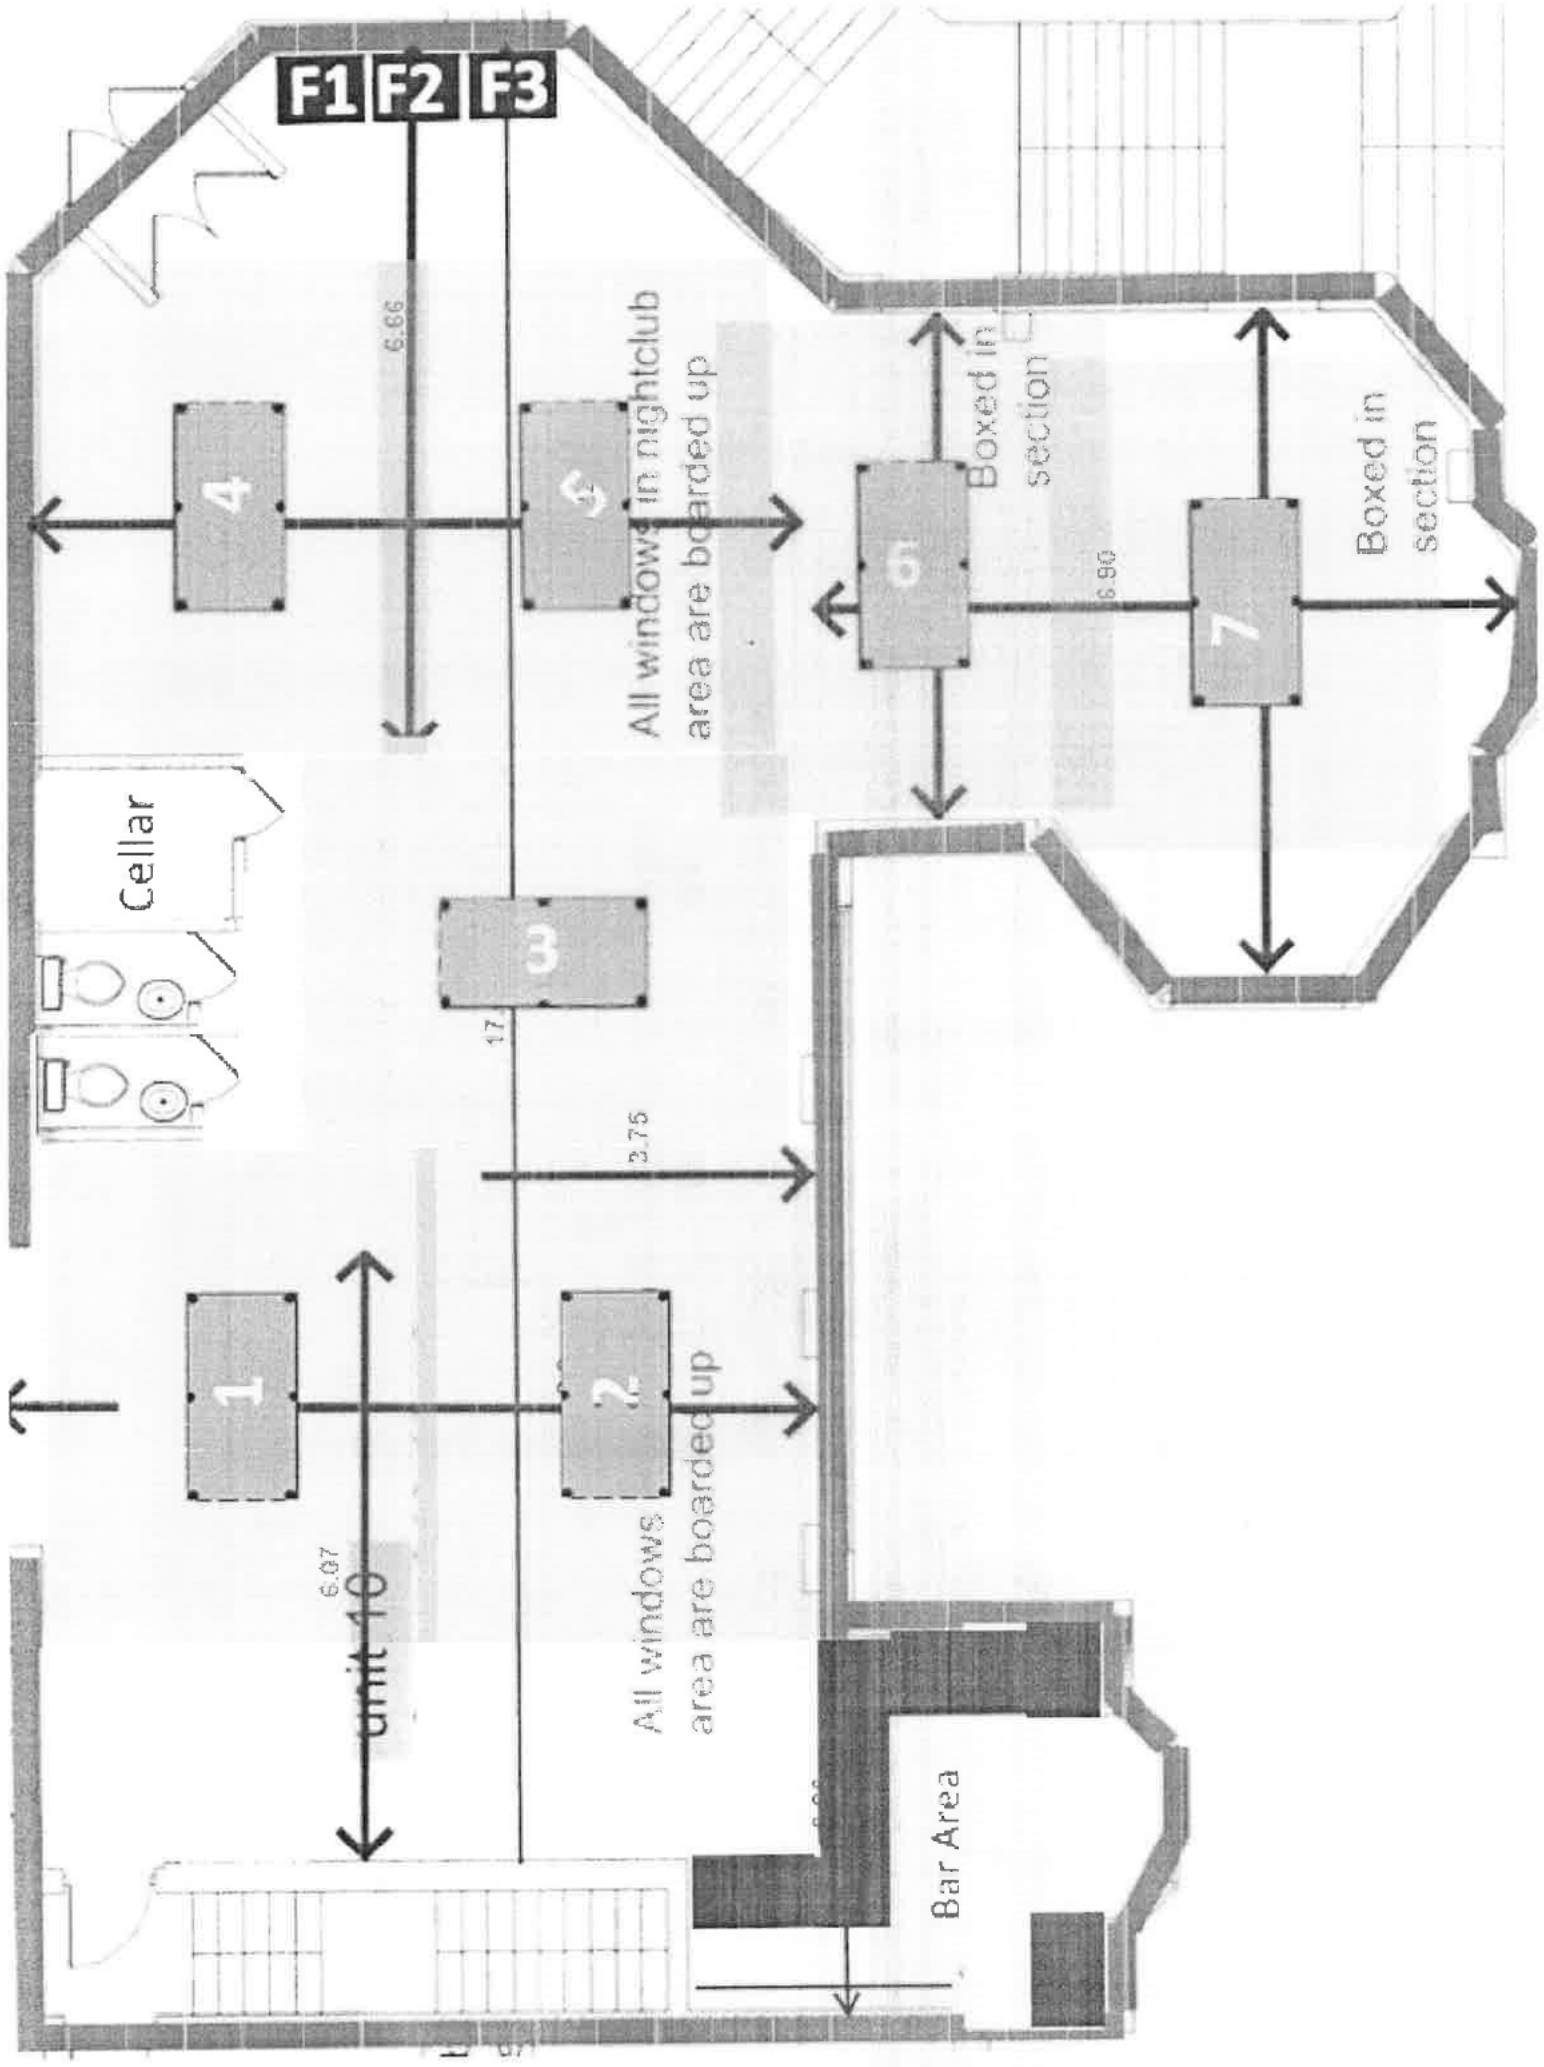 F1 F2 F3
6.66
4
5
All windows in nightclub
area are boarded up
6
Boxed in
section
6.90
7
Boxed in
section
Cellar
3
17
3.75
1
2
6.07
unit 10
All windows
area are boarded up
Bar Area